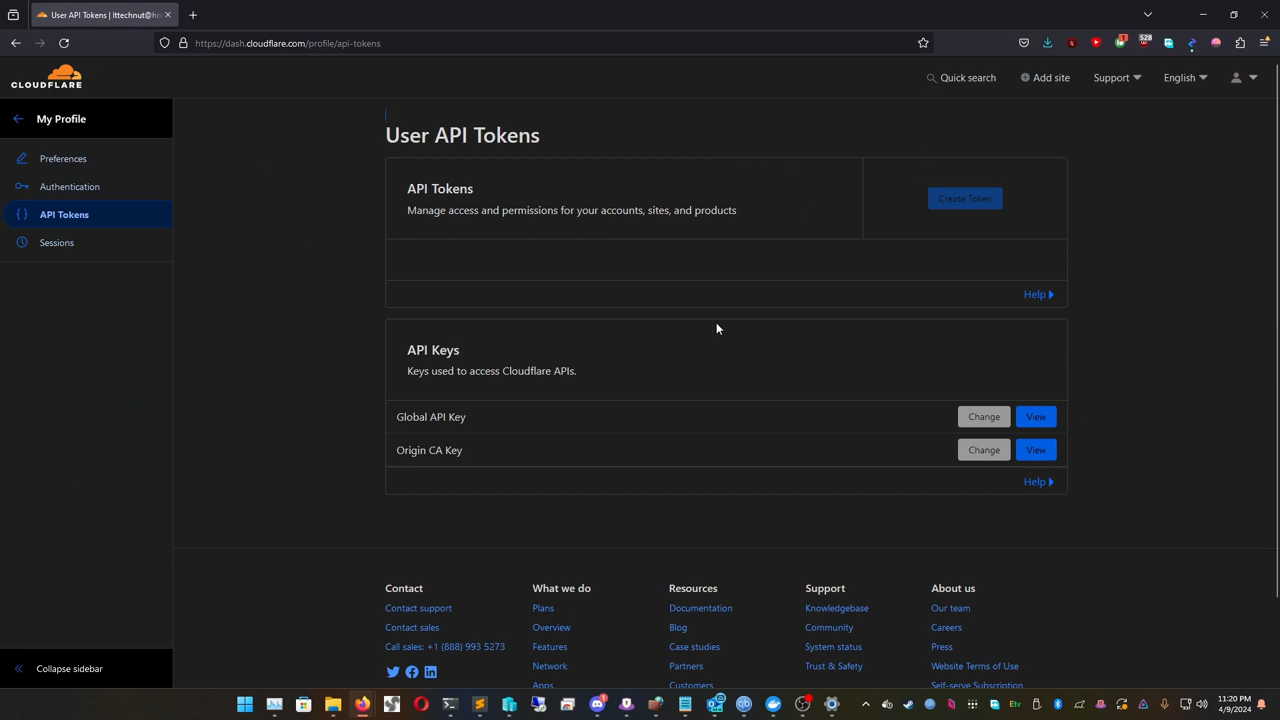 User API Tokens | lttechnut@ho
https://dash.cloudflare.com/profile/api-tokens
1
528
CLOUDFLARE
Quick search
Add site
Support
English
My Profile
Preferences
Authentication
API Tokens
Sessions
Collapse sidebar
User API Tokens
API Tokens
Manage access and permissions for your accounts, sites, and products
Create Token
Help
API Keys
Keys used to access Cloudflare APIs.
Global API Key
Change
View
Origin CA Key
Change
View
Help
Contact
Contact support
Contact sales
Call sales: +1 (888) 993 5273
What we do
Plans
Overview
Features
Network
Apps
Resources
Documentation
Blog
Case studies
Partners
Customers
Support
Knowledgebase
Community
System status
Trust & Safety
About us
Our team
Careers
Press
Website Terms of Use
Self-serve Subscription
11:20 PM
4/9/2024